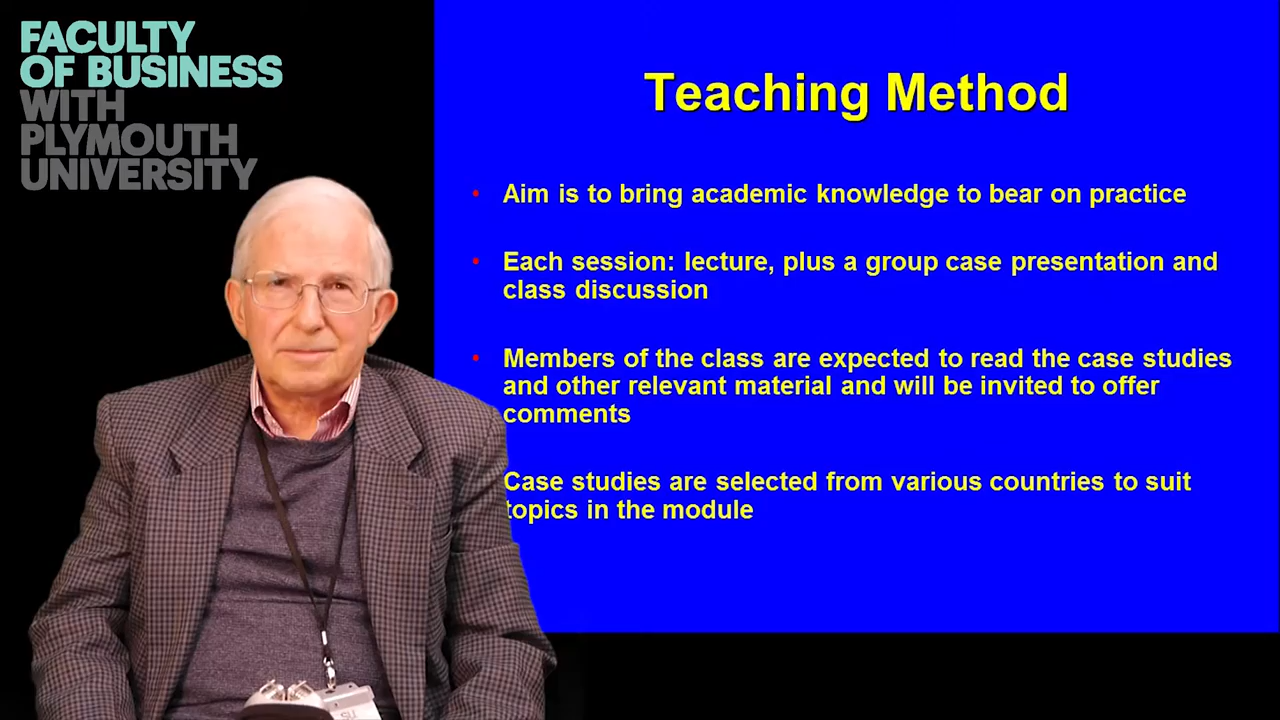 FACULTY
OF BUSINESS
WITH
PLYMOUTH
UNIVERSITY
Teaching Method
• Aim is to bring academic knowledge to bear on practice
• Each session: lecture, plus a group case presentation and
class discussion
• Members of the class are expected to read the case studies
and other relevant material and will be invited to offer
comments
Case studies are selected from various countries to suit
topics in the module